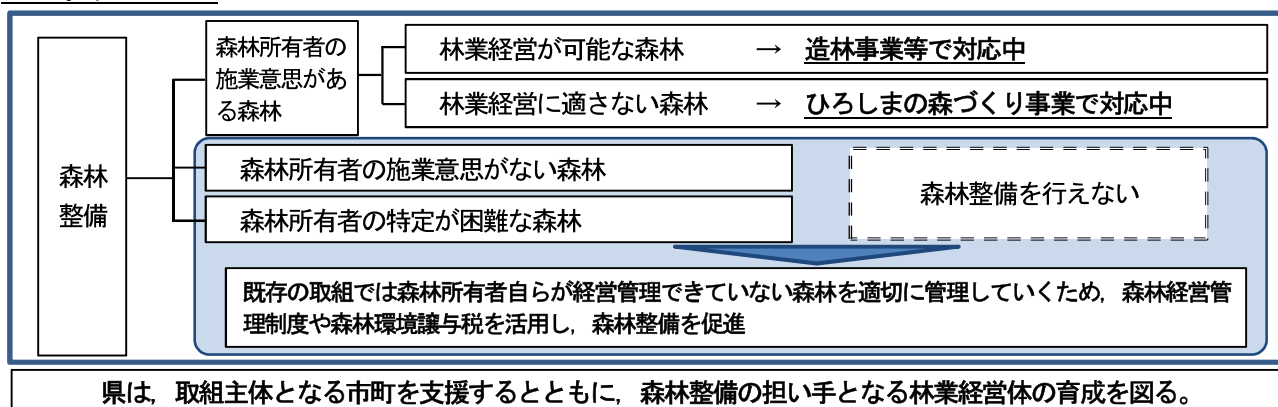 森林
整備
森林所有者の
施業意思があ
る森林
林業経営が可能な森林 → 造林事業等で対応中
林業経営に適さない森林 → ひろしまの森づくり事業で対応中
森林所有者の施業意思がない森林
森林所有者の特定が困難な森林
森林整備を行えない
既存の取組では森林所有者自らが経営管理できていない森林を適切に管理していくため，森林経営管
理制度や森林環境譲与税を活用し，森林整備を促進
県は，取組主体となる市町を支援するとともに，森林整備の担い手となる林業経営体の育成を図る。